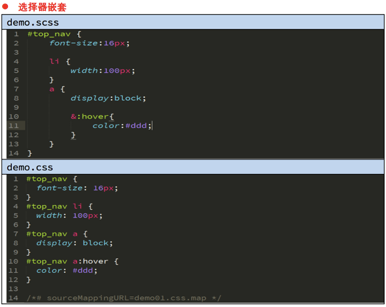 ● 选择器嵌套
demo.scss
1 #top_nav {
2 font-size:16px;
3
4 li {
5 width:100px;
6 }
7 a {
8 display:block;
9
10 &:hover{
11 color:#ddd;
12 }
13 }
14 }
demo.css
1 #top_nav {
2 font-size: 16px;
3 }
4 #top_nav li {
5 width: 100px;
6 }
7 #top_nav a {
8 display: block;
9 }
10 #top_nav a:hover {
11 color: #ddd;
12 }
13
14 /*# sourceMappingURL=demo01.css.map */